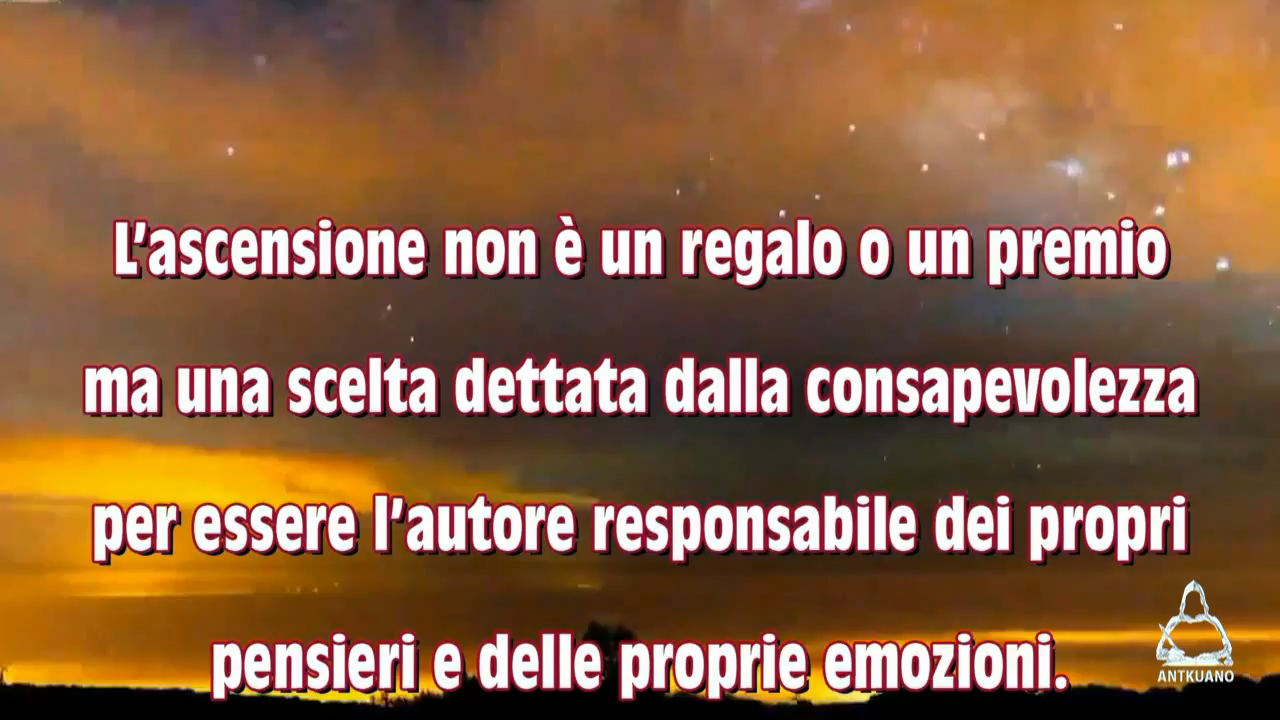 L’ascensione non è un regalo o un premio
ma una scelta dettata dalla consapevolezza
per essere l’autore responsabile dei propri
pensieri e delle proprie emozioni.
ANTKUANO